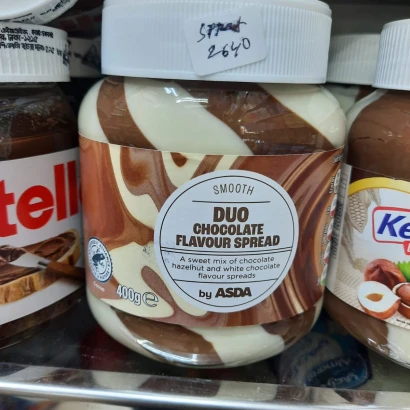 Spreat
2640
tell
SMOOTH
DUO
CHOCOLATE
FLAVOUR SPREAD
A sweet mix of chocolate
hazelnut and white chocolate
flavour spreads
by ASDA
400g e
Ke